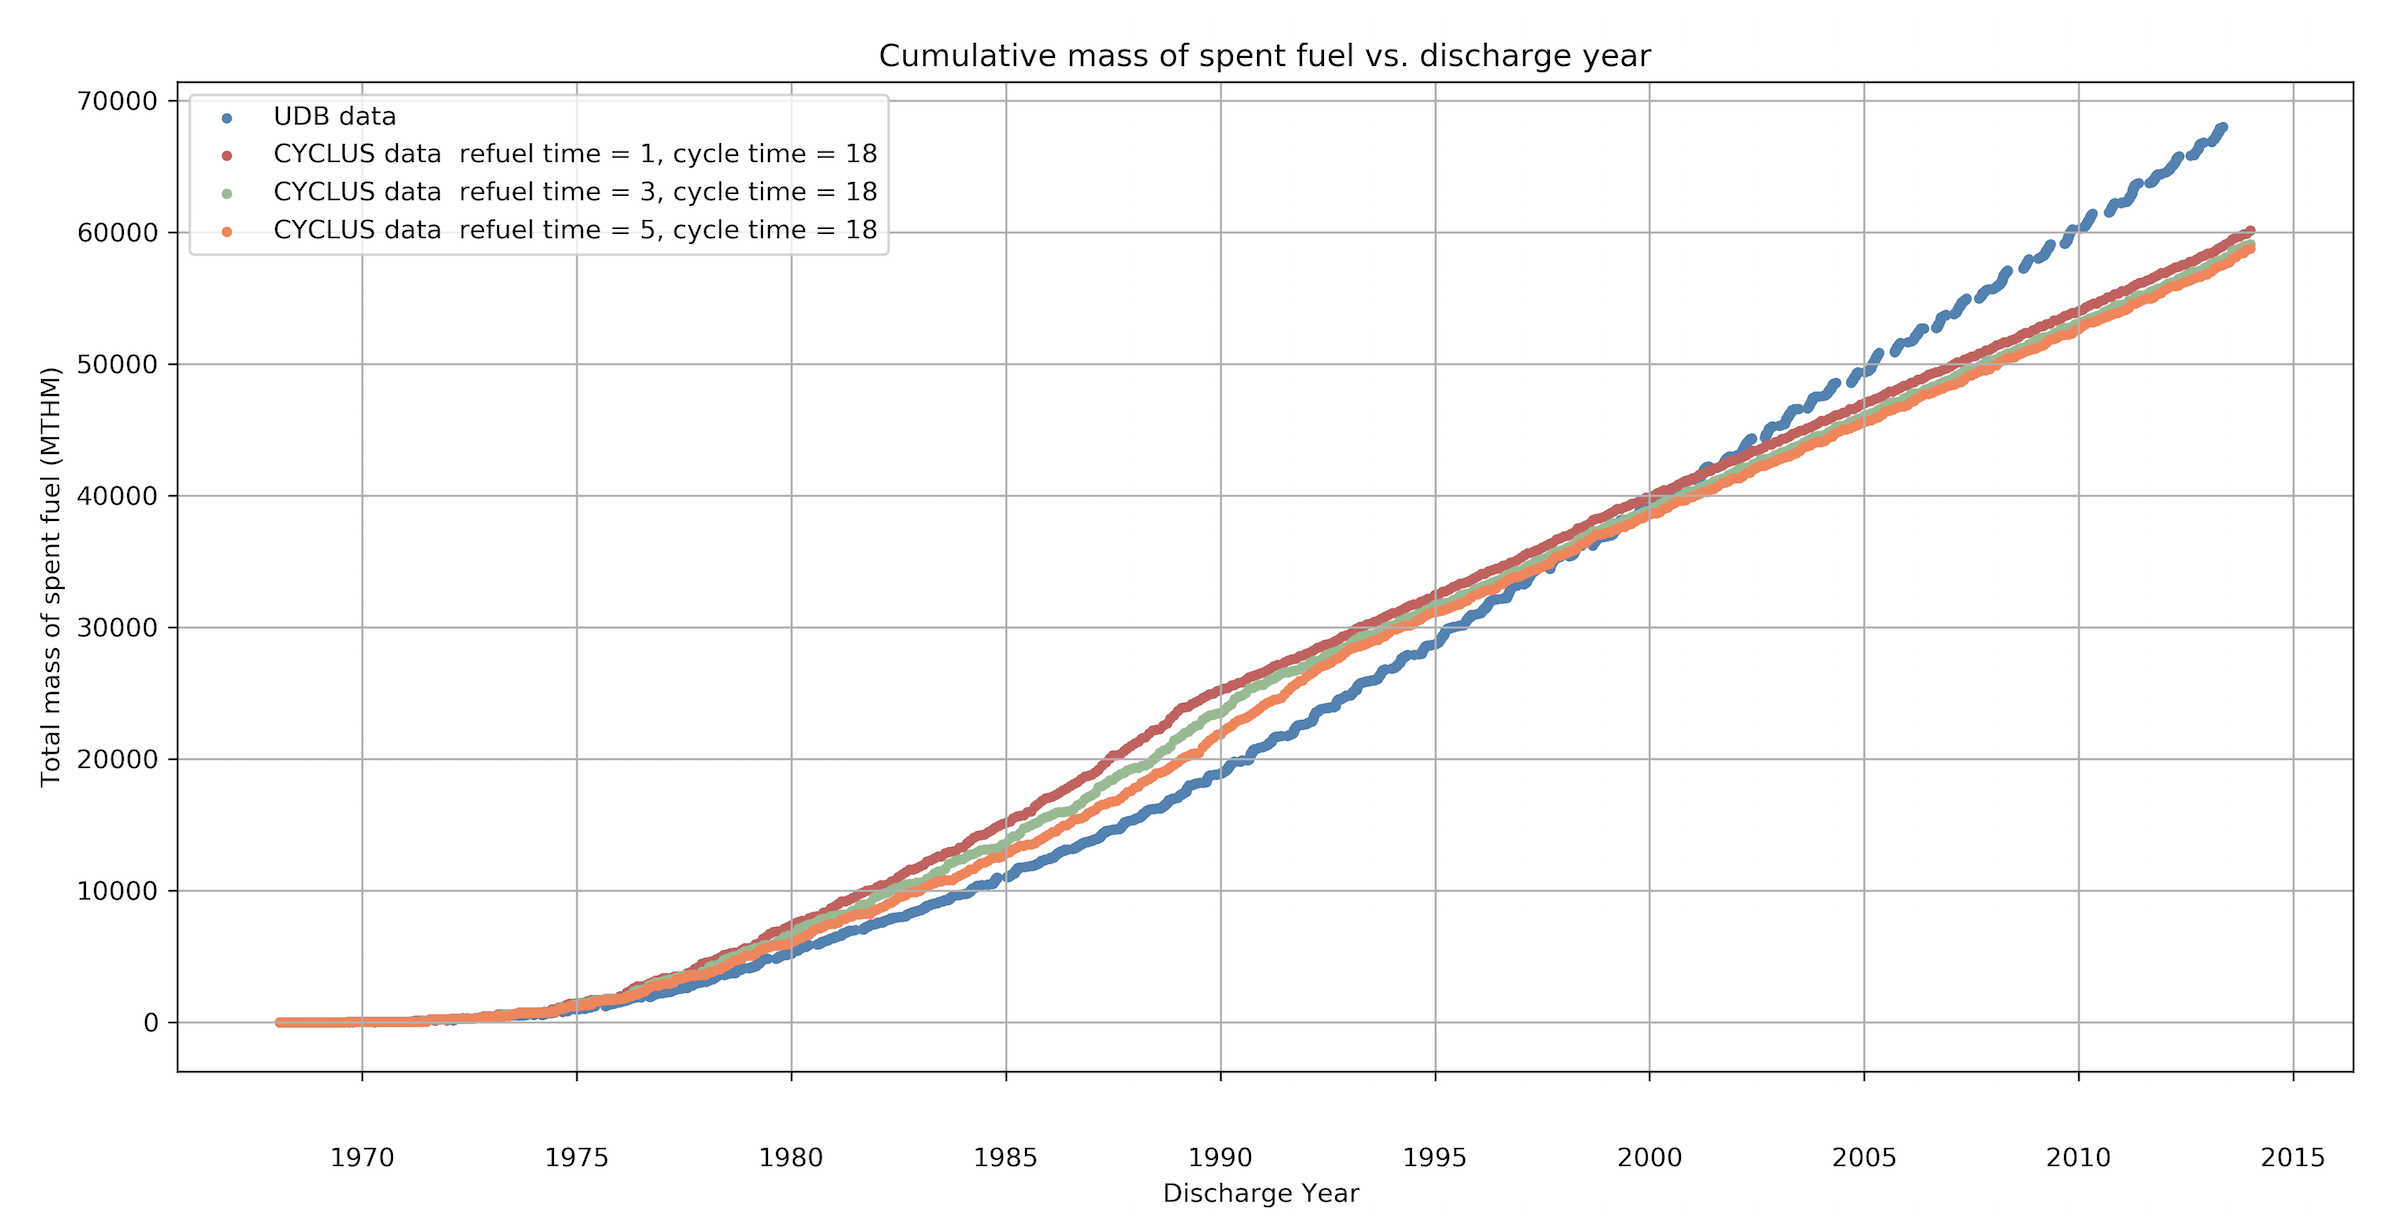 Cumulative mass of spent fuel vs. discharge year
70000
60000
50000
40000
30000
20000
10000
0
Total mass of spent fuel (MTHM)
UDB data
CYCLUS data  refuel time = 1, cycle time = 18
CYCLUS data  refuel time = 3, cycle time = 18
CYCLUS data  refuel time = 5, cycle time = 18
1970 1975 1980 1985 1990 1995 2000 2005 2010 2015
Discharge Year